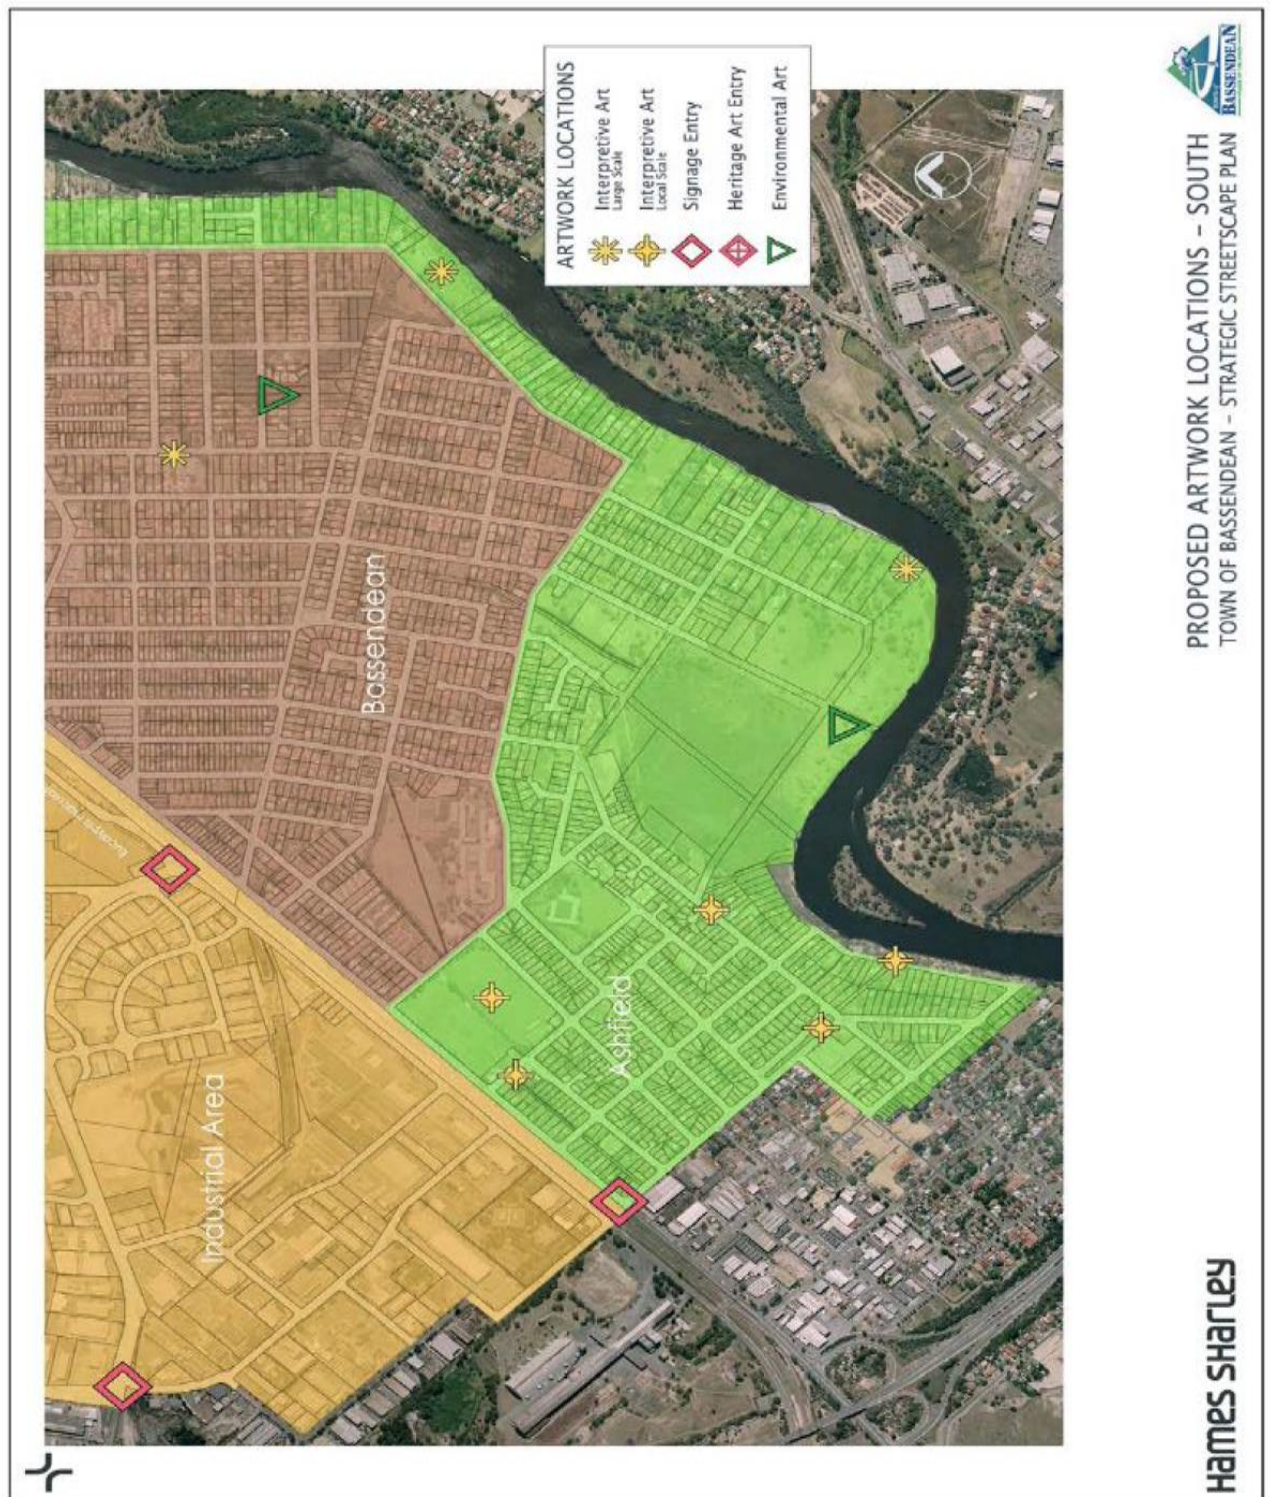 ARTWORK LOCATIONS
Interpretive Art
Large Scale
Interpretive Art
Local Scale
Signage Entry
Heritage Art Entry
Environmental Art
Bassendean
Industrial Area
Ashfield
PROPOSED ARTWORK LOCATIONS - SOUTH
TOWN OF BASSENDEAN - STRATEGIC STREETSCAPE PLAN
BASSENDEAN
Hames SHarLey